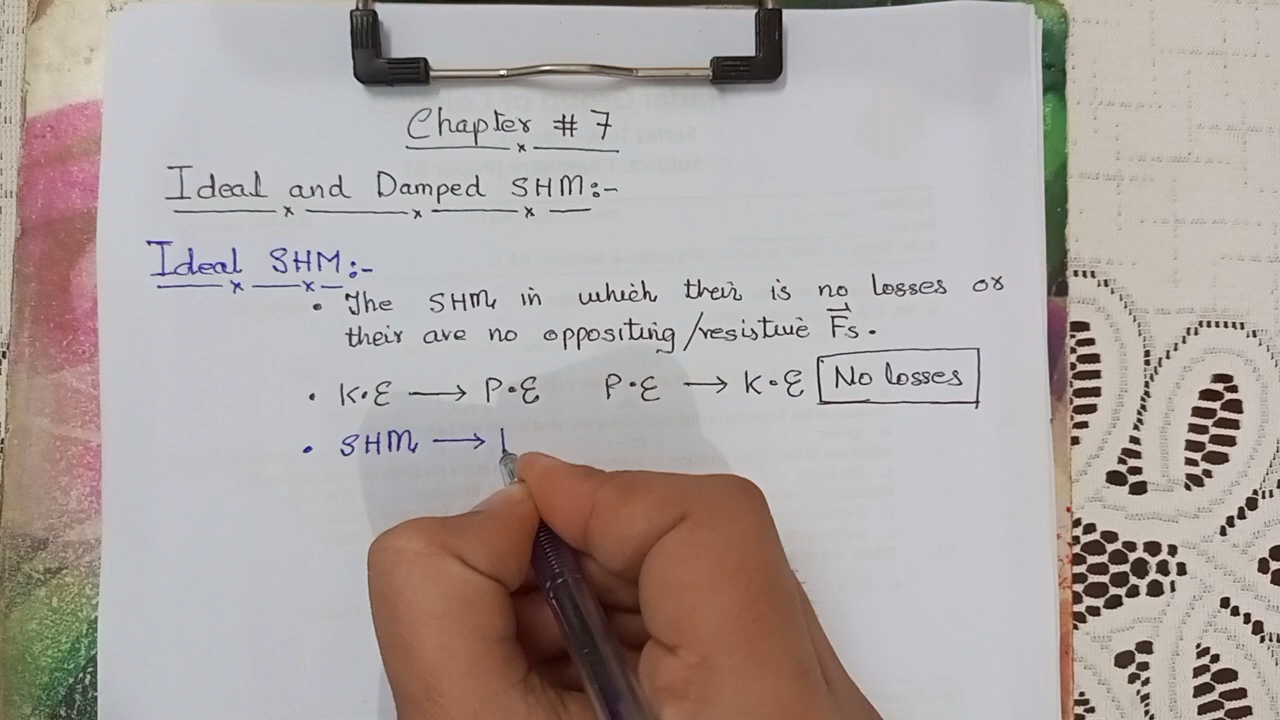 Chapter # 7
Ideal and Damped SHM:-
Ideal SHM:-
• The SHM in which their is no losses or
their are no oppositing/resistive F⃗s.
• K.E → P.E P.E → K.E No losses
• SHM →